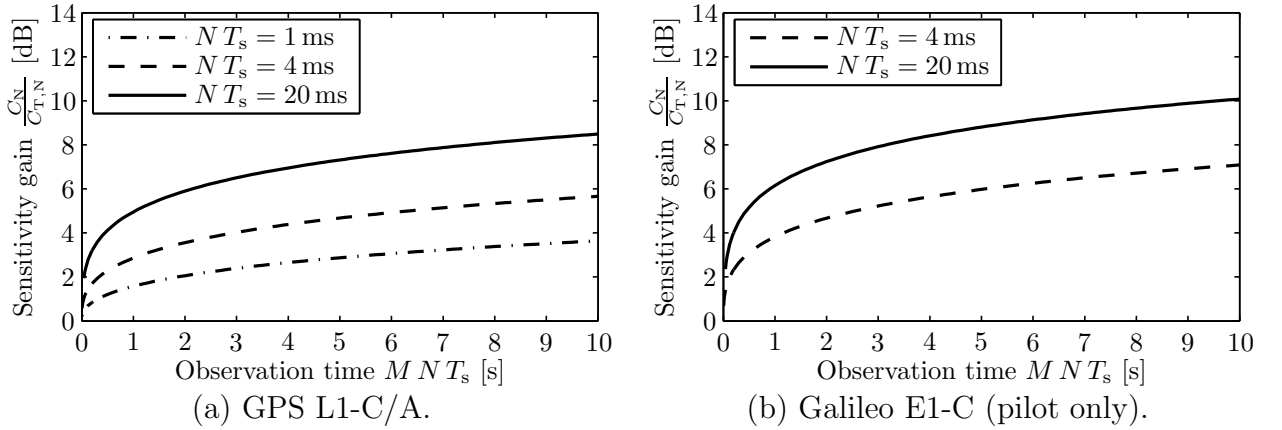 Sensitivity gain C_N/C_T,N [dB]
14
12
10
8
6
4
2
0
N T_s = 1 ms
N T_s = 4 ms
N T_s = 20 ms
0 1 2 3 4 5 6 7 8 9 10
Observation time M N T_s [s]
(a) GPS L1-C/A.
Sensitivity gain C_N/C_T,N [dB]
14
12
10
8
6
4
2
0
N T_s = 4 ms
N T_s = 20 ms
0 1 2 3 4 5 6 7 8 9 10
Observation time M N T_s [s]
(b) Galileo E1-C (pilot only).